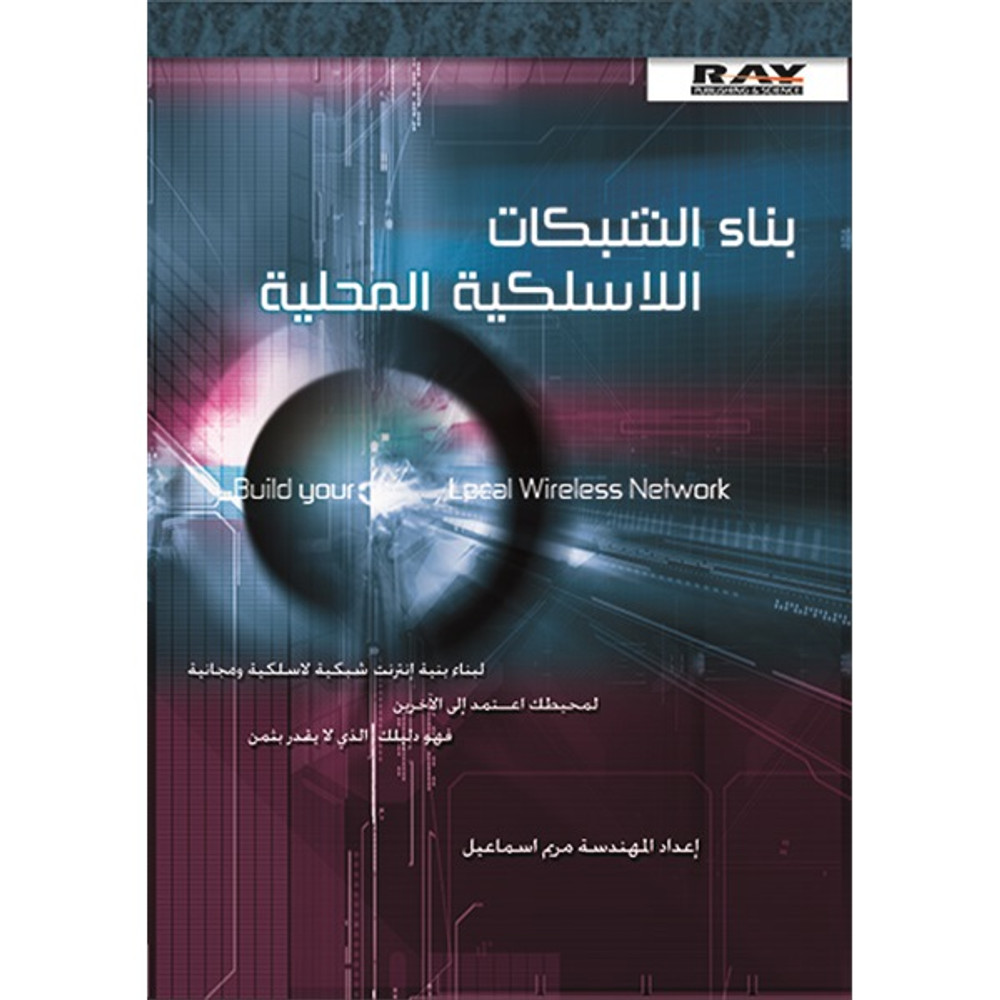 RAY
PUBLISHING & SCIENCE
بناء الشبكات
اللاسلكية المحلية
Build your Local Wireless Network
لبناء بنية إنترنت شبكية لاسلكية ومجانية
لمحيطك اعتمد إلى الآخرين
فهو دليلك الذي لا يقدر بثمن
إعداد المهندسة مريم اسماعيل